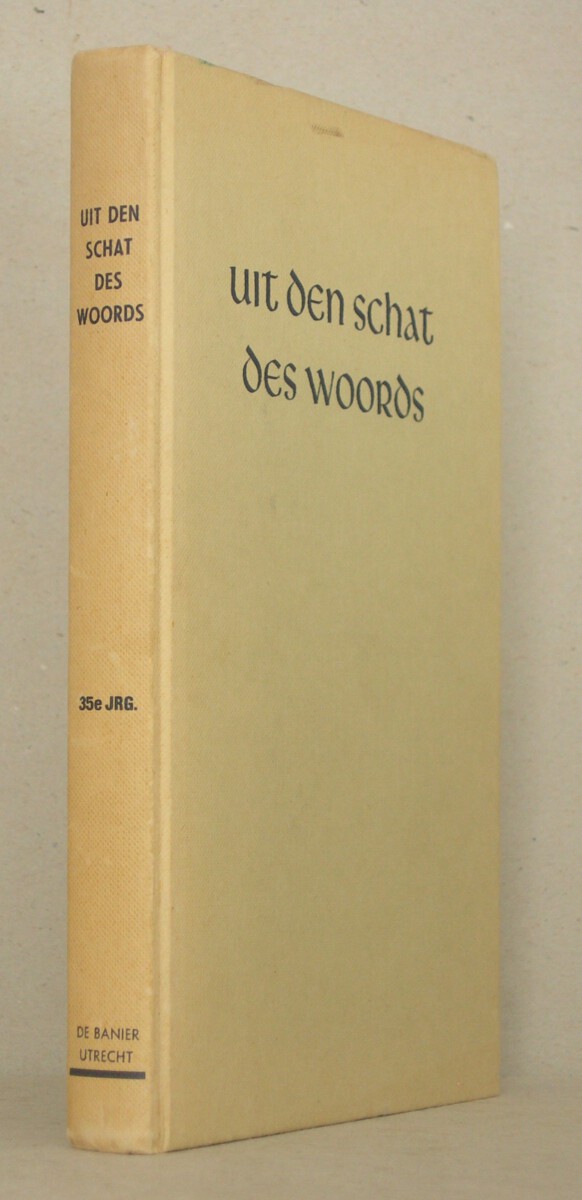 UIT DEN
SCHAT
DES
WOORDS
35e JRG.
DE BANIER
UTRECHT
uit den schat
des woords